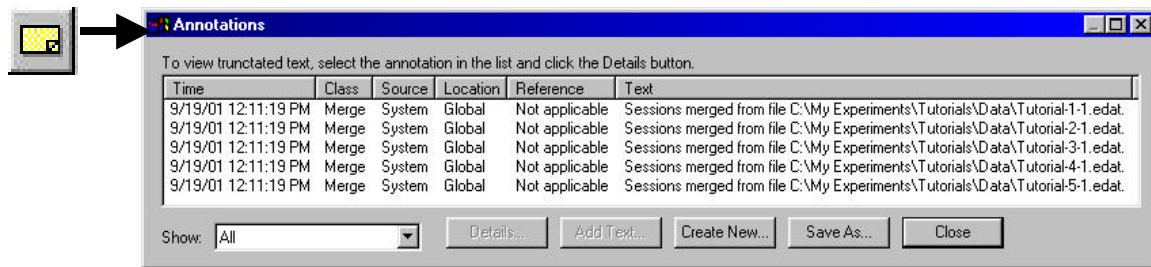 Annotations
To view trunctated text, select the annotation in the list and click the Details button.
Time Class Source Location Reference Text
9/19/01 12:11:19 PM Merge System Global Not applicable Sessions merged from file C:\My Experiments\Tutorials\Data\Tutorial-1-1.edat.
9/19/01 12:11:19 PM Merge System Global Not applicable Sessions merged from file C:\My Experiments\Tutorials\Data\Tutorial-2-1.edat.
9/19/01 12:11:19 PM Merge System Global Not applicable Sessions merged from file C:\My Experiments\Tutorials\Data\Tutorial-3-1.edat.
9/19/01 12:11:19 PM Merge System Global Not applicable Sessions merged from file C:\My Experiments\Tutorials\Data\Tutorial-4-1.edat.
9/19/01 12:11:19 PM Merge System Global Not applicable Sessions merged from file C:\My Experiments\Tutorials\Data\Tutorial-5-1.edat.
Show: All Details... Add Text... Create New... Save As... Close